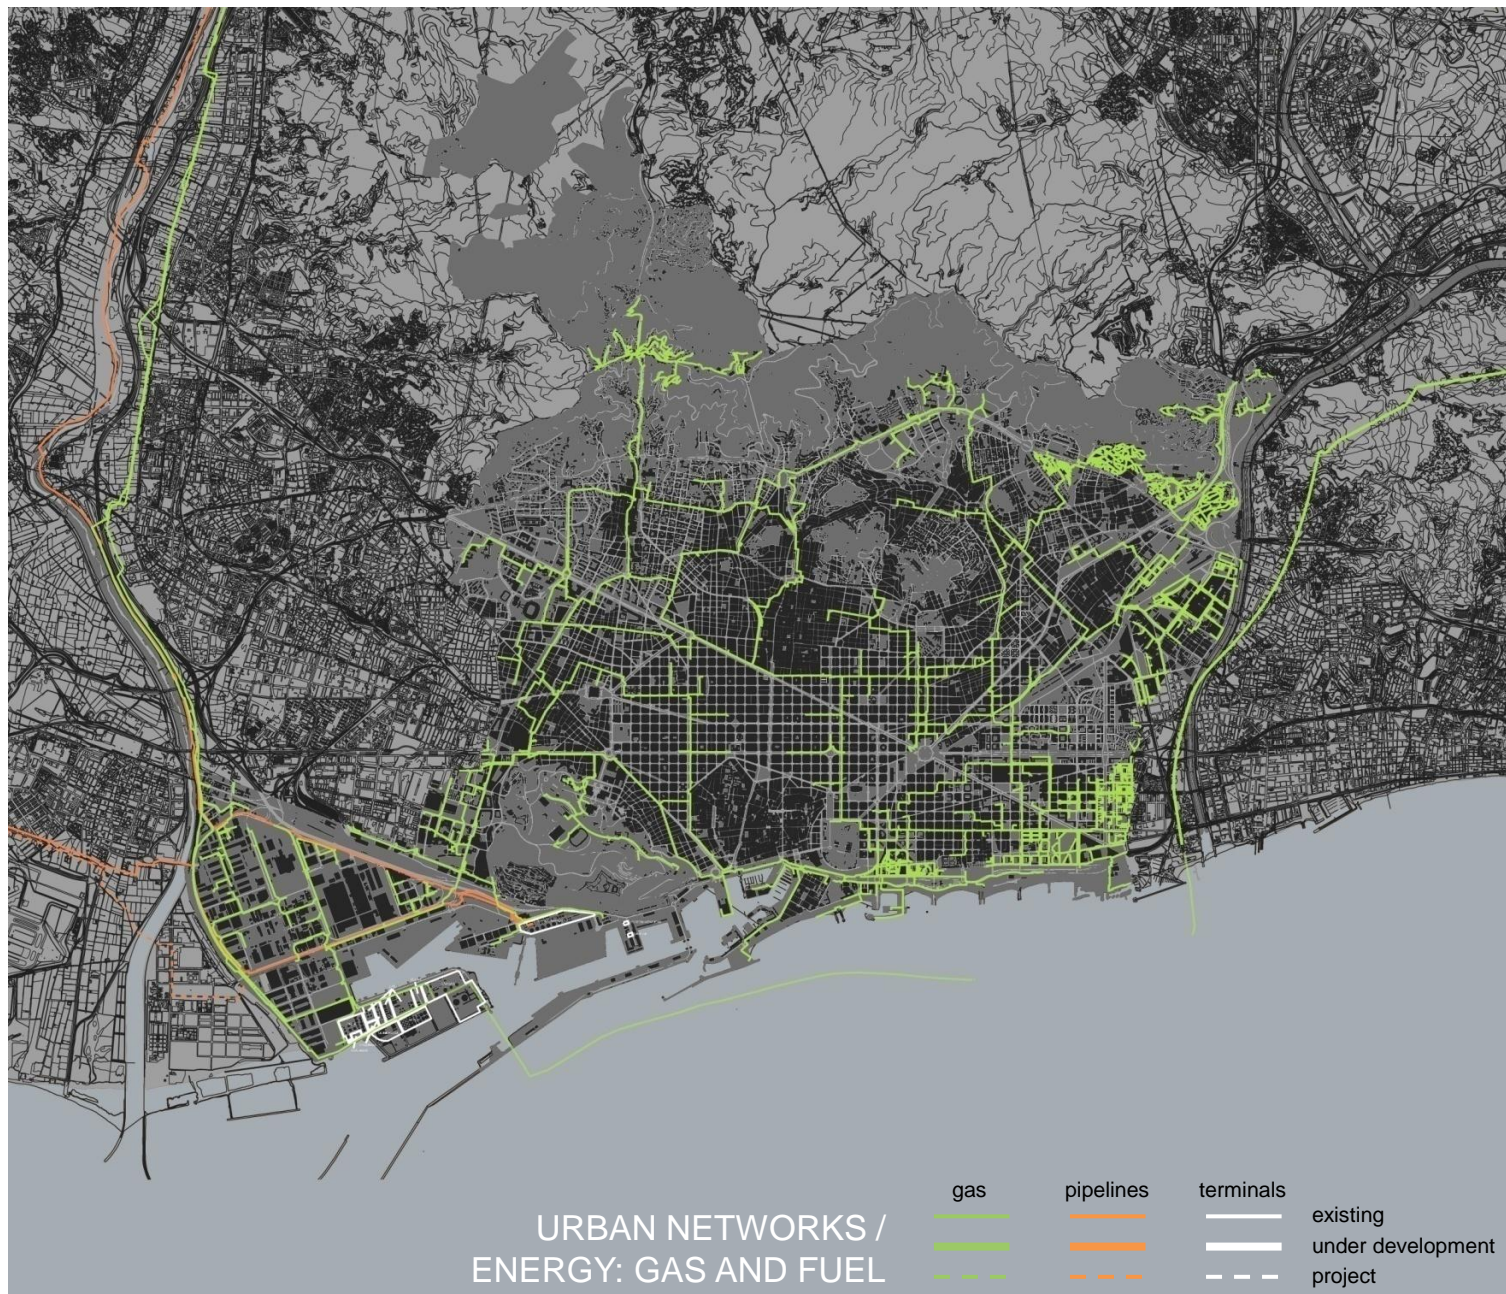 URBAN NETWORKS /
ENERGY: GAS AND FUEL
gas pipelines terminals
existing
under development
project